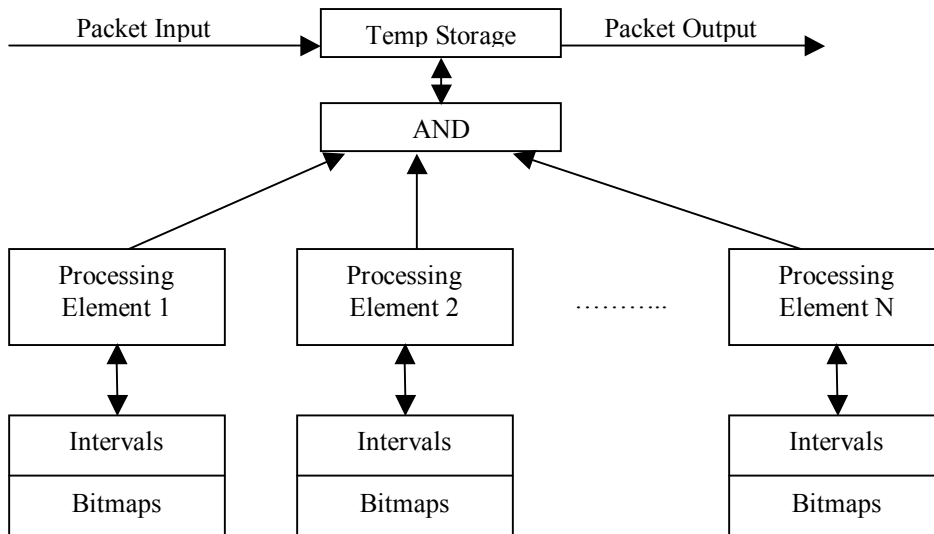 Packet Input
Temp Storage
Packet Output
AND
Processing
Element 1
Processing
Element 2
………..
Processing
Element N
Intervals
Bitmaps
Intervals
Bitmaps
Intervals
Bitmaps